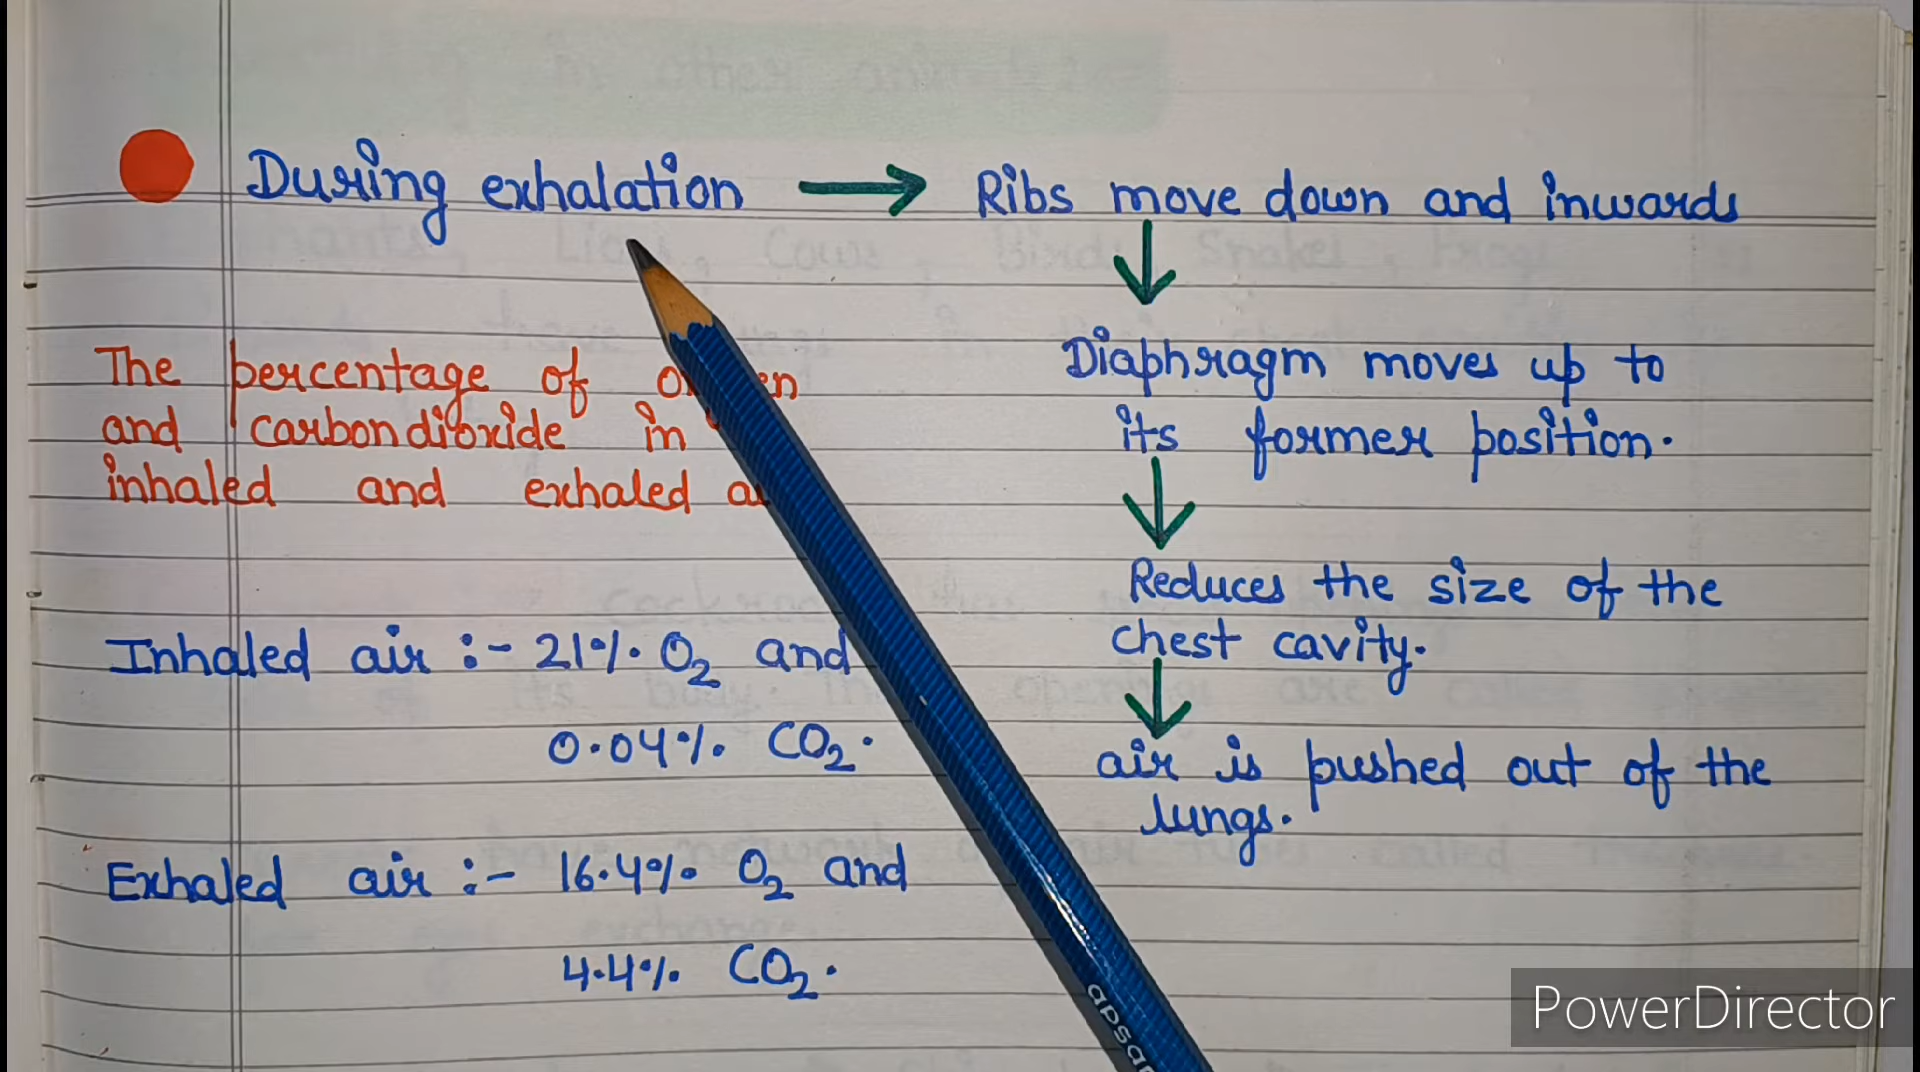 During exhalation → Ribs move down and inwards
↓
Diaphragm moves up to
its former position.
↓
Reduces the size of the
chest cavity.
↓
air is pushed out of the
lungs.
The percentage of
and carbondioxide in
inhaled and exhaled
Inhaled air :- 21% O₂ and
0.04% CO₂.
Exhaled air :- 16.4% O₂ and
4.4% CO₂.
apsar
PowerDirector